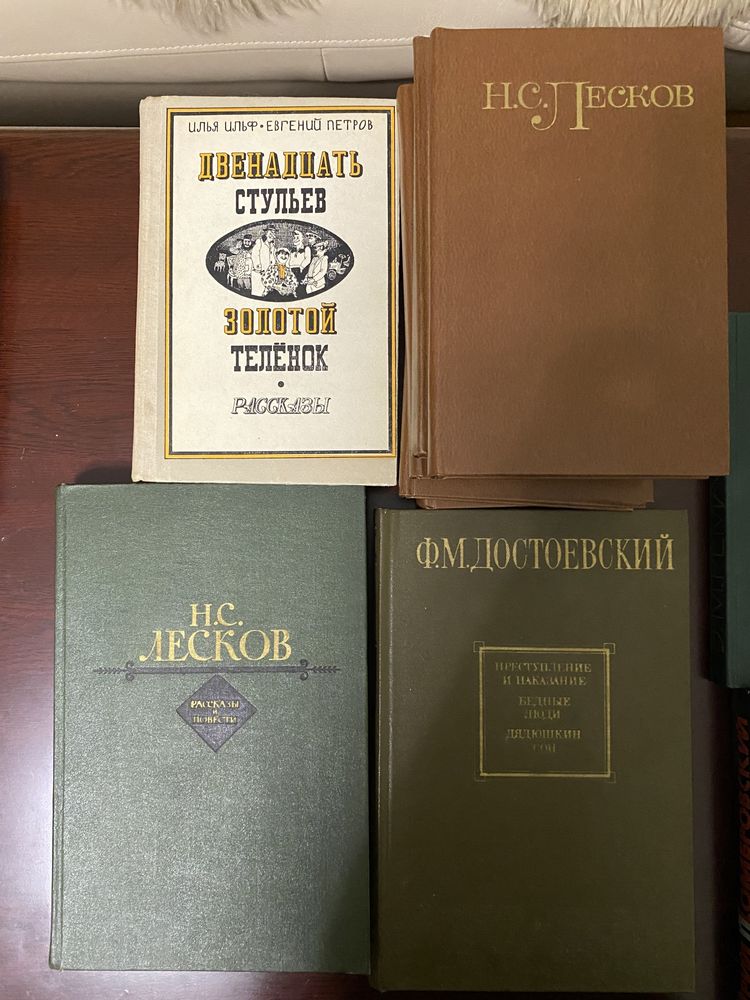 ИЛЬЯ ИЛЬФ • ЕВГЕНИЙ ПЕТРОВ
ДВЕНАДЦАТЬ
СТУЛЬЕВ
ЗОЛОТОЙ
ТЕЛЁНОК
•
РАССКАЗЫ
Н.С. ЛЕСКОВ
Н.С.
ЛЕСКОВ
РАССКАЗЫ
И
ПОВЕСТИ
Ф.М.ДОСТОЕВСКИЙ
ПРЕСТУПЛЕНИЕ
И НАКАЗАНИЕ
БЕДНЫЕ
ЛЮДИ
ДЯДЮШКИН
СОН